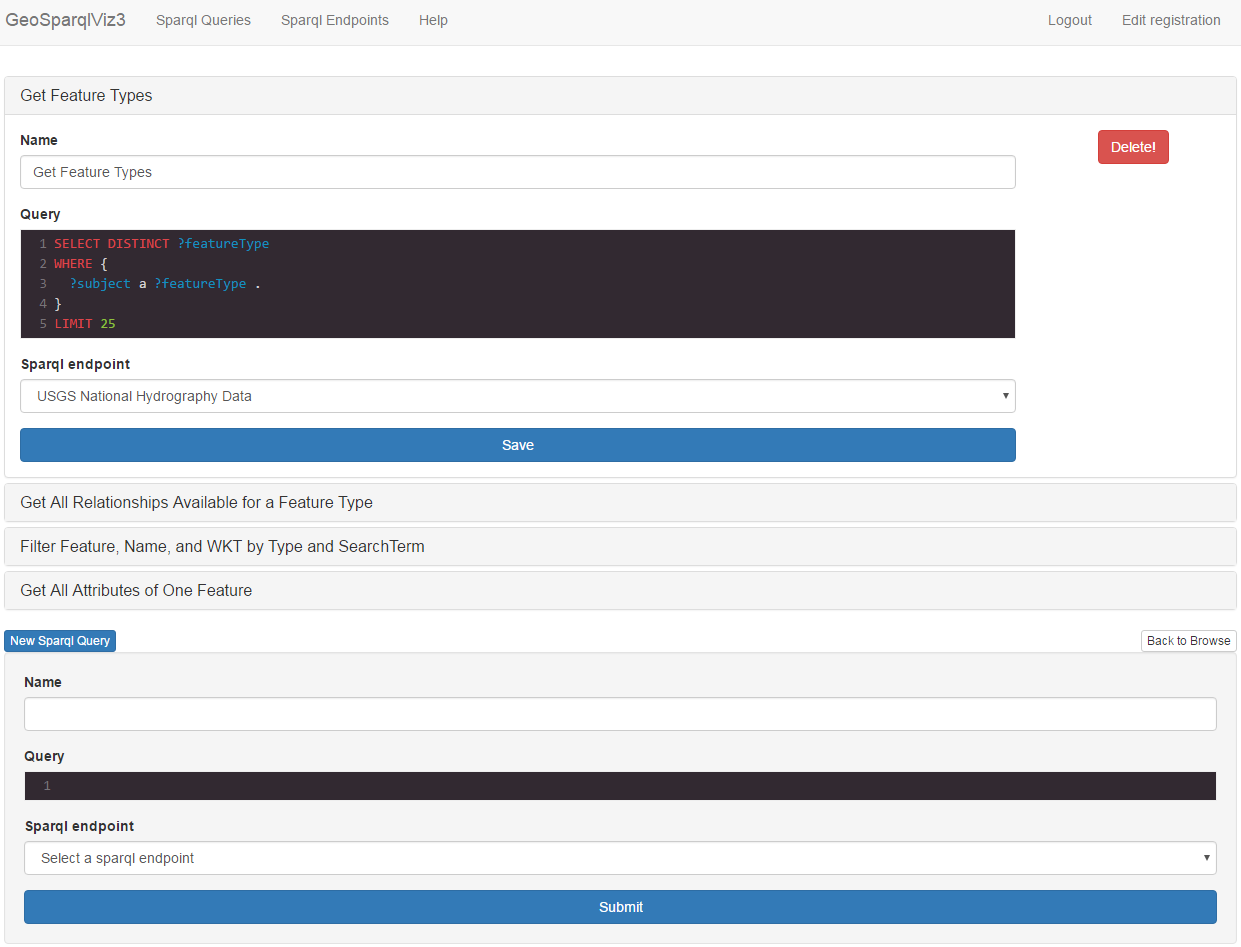 GeoSparqlViz3 Sparql Queries Sparql Endpoints Help Logout Edit registration
Get Feature Types
Name
Delete!
Get Feature Types
Query
1 SELECT DISTINCT ?featureType
2 WHERE {
3   ?subject a ?featureType .
4 }
5 LIMIT 25
Sparql endpoint
USGS National Hydrography Data
Save
Get All Relationships Available for a Feature Type
Filter Feature, Name, and WKT by Type and SearchTerm
Get All Attributes of One Feature
New Sparql Query Back to Browse
Name
Query
1
Sparql endpoint
Select a sparql endpoint
Submit